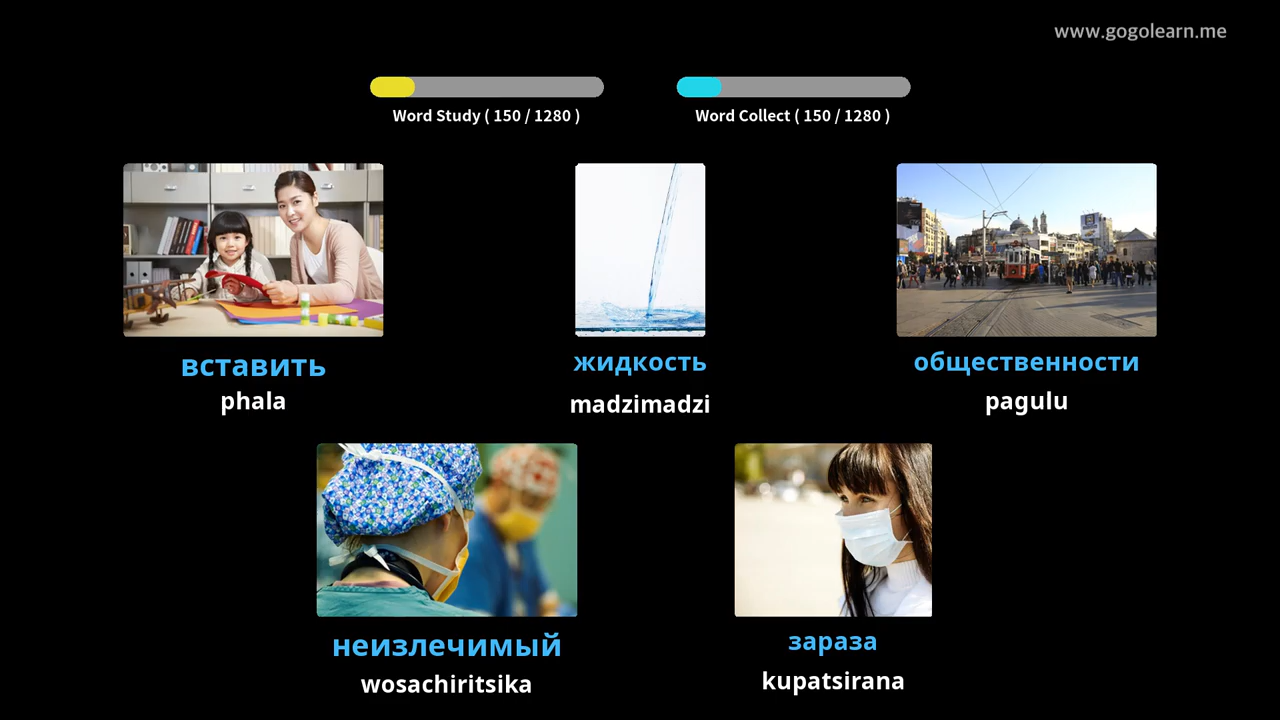 www.gogolearn.me
Word Study ( 150 / 1280 )
Word Collect ( 150 / 1280 )
вставить
phala
жидкость
madzimadzi
общественности
pagulu
неизлечимый
wosachiritsika
зараза
kupatsirana